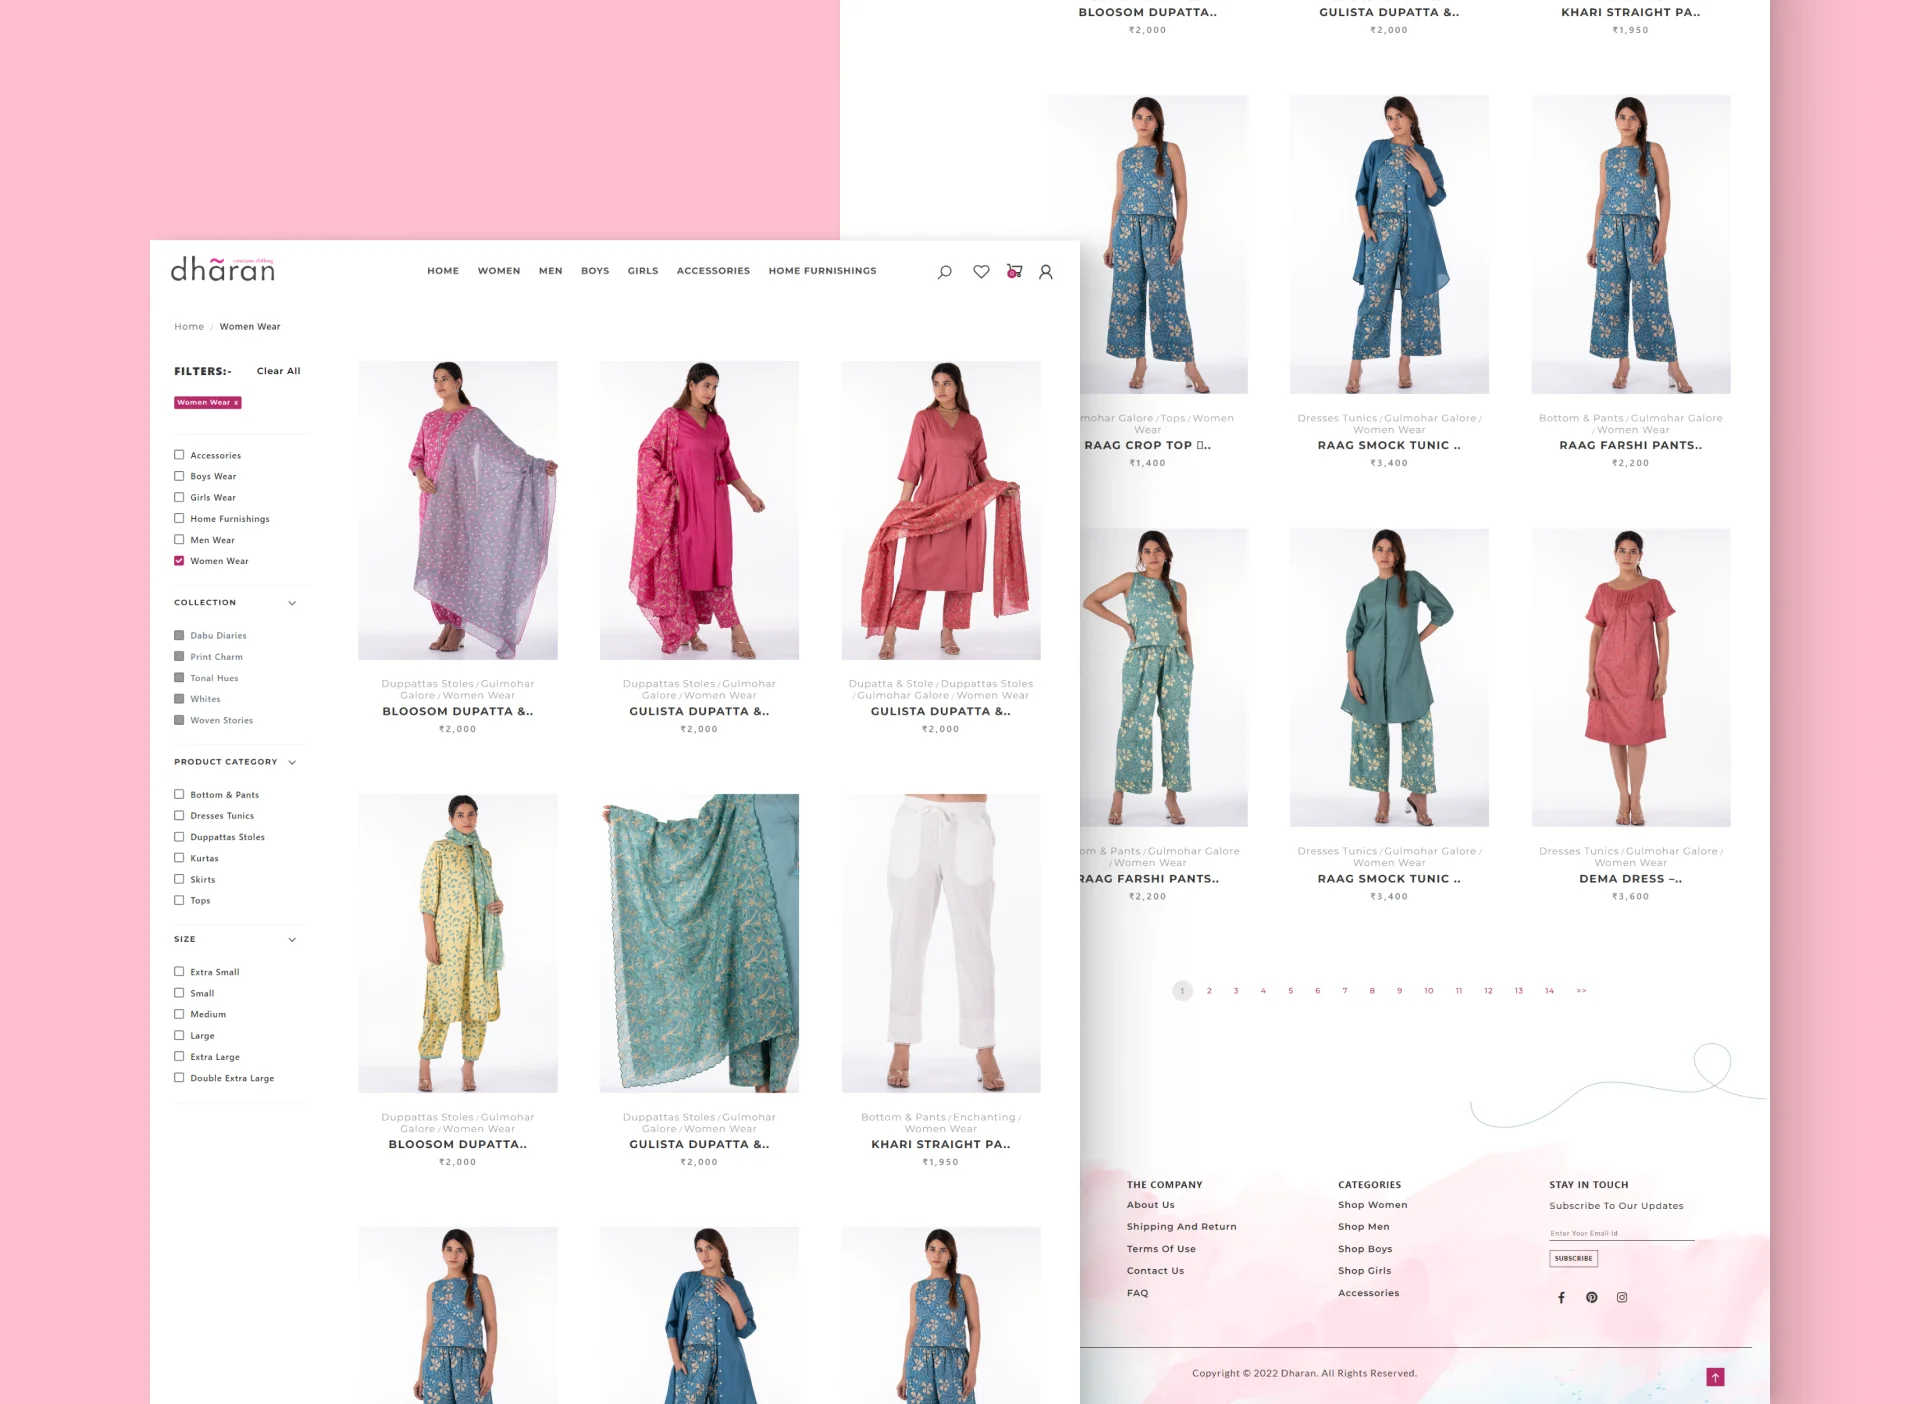 dharan
conscious clothing
HOME WOMEN MEN BOYS GIRLS ACCESSORIES HOME FURNISHINGS
0
Home / Women Wear
FILTERS:- Clear All
Women Wear x
Accessories
Boys Wear
Girls Wear
Home Furnishings
Men Wear
Women Wear
COLLECTION
Dabu Diaries
Print Charm
Tonal Hues
Whites
Woven Stories
PRODUCT CATEGORY
Bottom & Pants
Dresses Tunics
Duppattas Stoles
Kurtas
Skirts
Tops
SIZE
Extra Small
Small
Medium
Large
Extra Large
Double Extra Large
Duppattas Stoles / Gulmohar
Galore / Women Wear
BLOOSOM DUPATTA &..
₹2,000
Duppattas Stoles / Gulmohar
Galore / Women Wear
GULISTA DUPATTA &..
₹2,000
Dupatta & Stole / Duppattas Stoles
/ Gulmohar Galore / Women Wear
GULISTA DUPATTA &..
₹2,000
Duppattas Stoles / Gulmohar
Galore / Women Wear
BLOOSOM DUPATTA..
₹2,000
Duppattas Stoles / Gulmohar
Galore / Women Wear
GULISTA DUPATTA &..
₹2,000
Bottom & Pants / Enchanting /
Women Wear
KHARI STRAIGHT PA..
₹1,950
BLOOSOM DUPATTA..
₹2,000
GULISTA DUPATTA &..
₹2,000
KHARI STRAIGHT PA..
₹1,950
mohar Galore / Tops / Women
Wear
RAAG CROP TOP ▯..
₹1,400
Dresses Tunics / Gulmohar Galore /
Women Wear
RAAG SMOCK TUNIC ..
₹3,400
Bottom & Pants / Gulmohar Galore
/ Women Wear
RAAG FARSHI PANTS..
₹2,200
om & Pants / Gulmohar Galore
/ Women Wear
RAAG FARSHI PANTS..
₹2,200
Dresses Tunics / Gulmohar Galore /
Women Wear
RAAG SMOCK TUNIC ..
₹3,400
Dresses Tunics / Gulmohar Galore /
Women Wear
DEMA DRESS –..
₹3,600
1 2 3 4 5 6 7 8 9 10 11 12 13 14 >>
THE COMPANY
About Us
Shipping And Return
Terms Of Use
Contact Us
FAQ
CATEGORIES
Shop Women
Shop Men
Shop Boys
Shop Girls
Accessories
STAY IN TOUCH
Subscribe To Our Updates
Enter Your Email Id
SUBSCRIBE
Copyright © 2022 Dharan. All Rights Reserved.